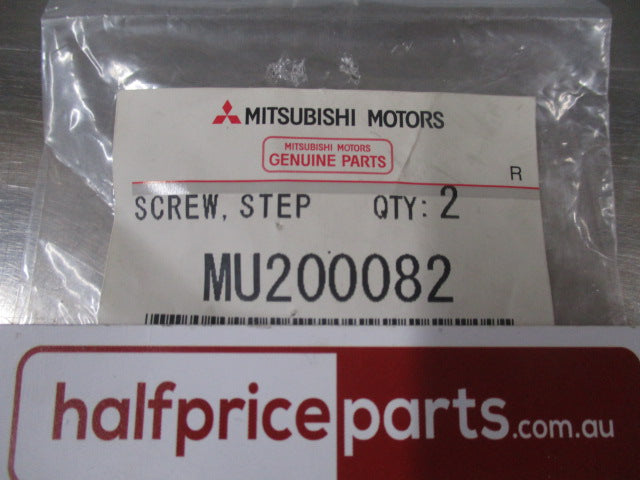 MITSUBISHI MOTORS
MITSUBISHI MOTORS
GENUINE PARTS
R
SCREW, STEP QTY: 2
MU200082
halfpriceparts.com.au